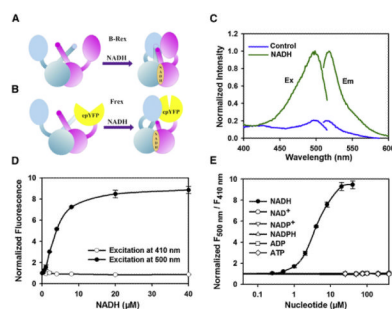 A
B-Rex
NADH
NADH
B
Frex
NADH
cpYFP
cpYFP
NADH
C
Control
NADH
Ex
Em
Normalized Intensity
1.2
1.0
0.8
0.6
0.4
0.2
0.0
400
450
500
550
600
Wavelength (nm)
D
Normalized Fluorescence
10
8
6
4
2
0
Excitation at 410 nm
Excitation at 500 nm
0
10
20
30
40
NADH (μM)
E
Normalized F500 nm / F410 nm
10
8
6
4
2
0
NADH
NAD+
NADP+
NADPH
ADP
ATP
0.1
1
10
100
Nucleotide (μM)